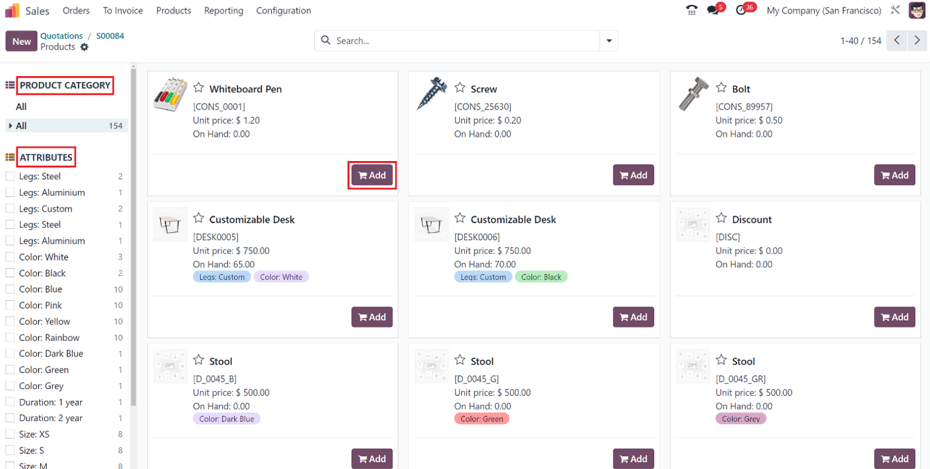 Sales Orders To Invoice Products Reporting Configuration 5 36 My Company (San Francisco)
New Quotations / S00084
Products
Search...
1-40 / 154
PRODUCT CATEGORY
All
All 154
ATTRIBUTES
Legs: Steel 2
Legs: Aluminium 1
Legs: Custom 2
Legs: Steel 1
Legs: Aluminium 1
Color: White 3
Color: Black 2
Color: Blue 10
Color: Pink 10
Color: Yellow 10
Color: Rainbow 10
Color: Dark Blue 1
Color: Green 1
Color: Grey 1
Duration: 1 year 1
Duration: 2 year 1
Size: XS 8
Size: S 8
Size: M 8
Whiteboard Pen
[CONS_0001]
Unit price: $ 1.20
On Hand: 0.00
Add
Screw
[CONS_25630]
Unit price: $ 0.20
On Hand: 0.00
Add
Bolt
[CONS_89957]
Unit price: $ 0.50
On Hand: 0.00
Add
Customizable Desk
[DESK0005]
Unit price: $ 750.00
On Hand: 65.00
Legs: Custom Color: White
Add
Customizable Desk
[DESK0006]
Unit price: $ 750.00
On Hand: 70.00
Legs: Custom Color: Black
Add
Discount
[DISC]
Unit price: $ 0.00
On Hand: 0.00
Add
Stool
[D_0045_B]
Unit price: $ 500.00
On Hand: 0.00
Color: Dark Blue
Add
Stool
[D_0045_G]
Unit price: $ 500.00
On Hand: 0.00
Color: Green
Add
Stool
[D_0045_GR]
Unit price: $ 500.00
On Hand: 0.00
Color: Grey
Add